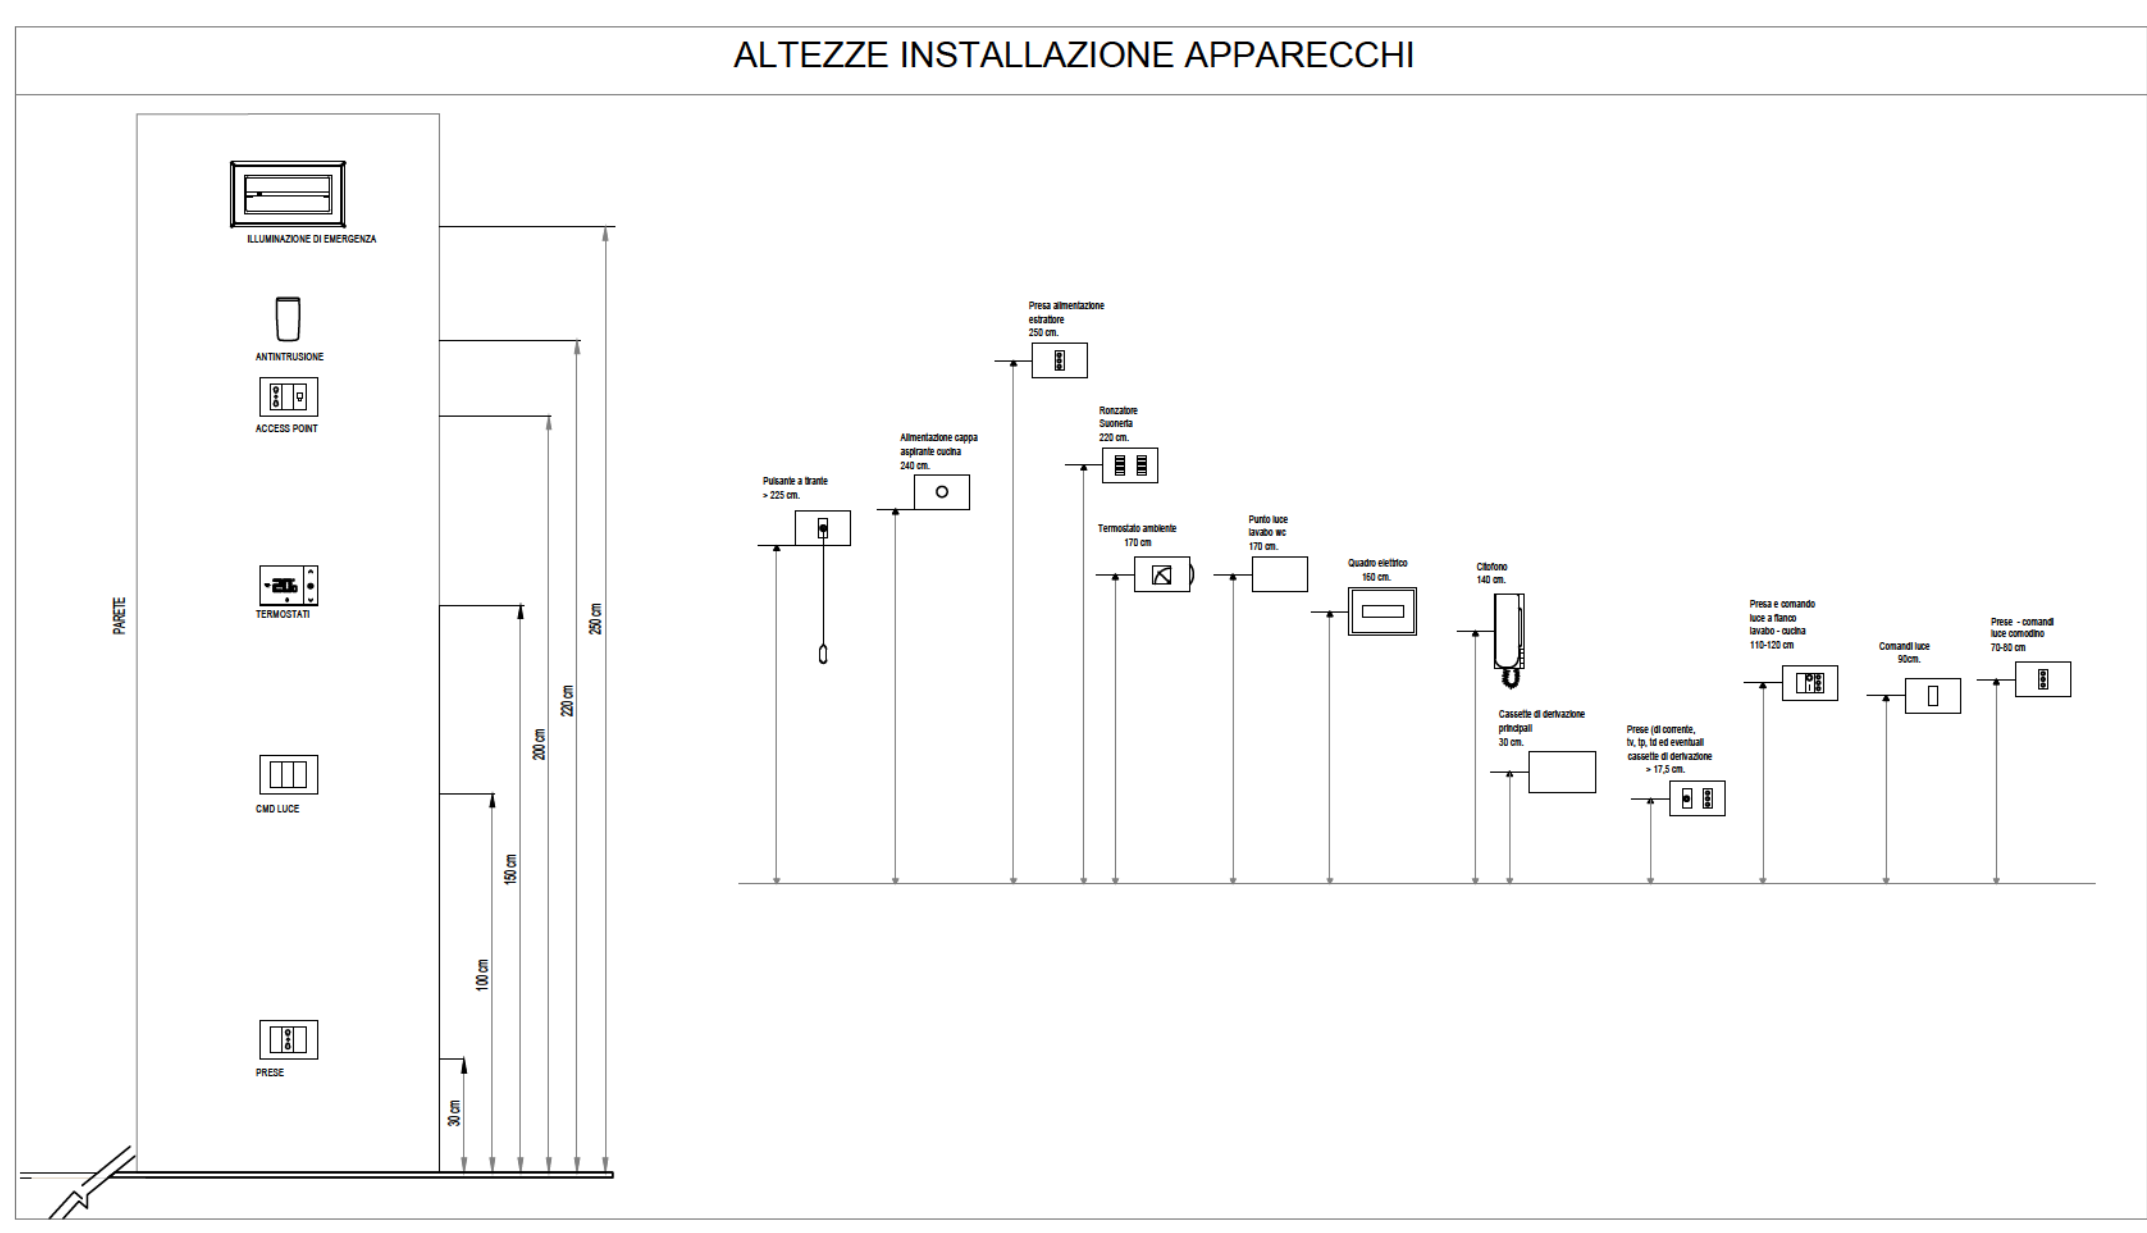 ALTEZZE INSTALLAZIONE APPARECCHI
ILLUMINAZIONE DI EMERGENZA
ANTINTRUSIONE
ACCESS POINT
TERMOSTATI
CMD LUCE
PRESE
PARETE
30 cm
100 cm
150 cm
200 cm
220 cm
250 cm
Pulsante a tirante
> 225 cm.
Alimentazione cappa
aspirante cucina
240 cm.
Presa alimentazione
estrattore
250 cm.
Ronzatore
Suoneria
220 cm.
Termostato ambiente
170 cm
Punto luce
lavabo wc
170 cm.
Quadro elettrico
160 cm.
Citofono
140 cm.
Cassette di derivazione
principali
30 cm.
Prese (di corrente,
tv, tp, td ed eventuali
cassette di derivazione
> 17,5 cm.
Presa e comando
luce a fianco
lavabo - cucina
110-120 cm
Comandi luce
90cm.
Prese - comandi
luce comodino
70-80 cm